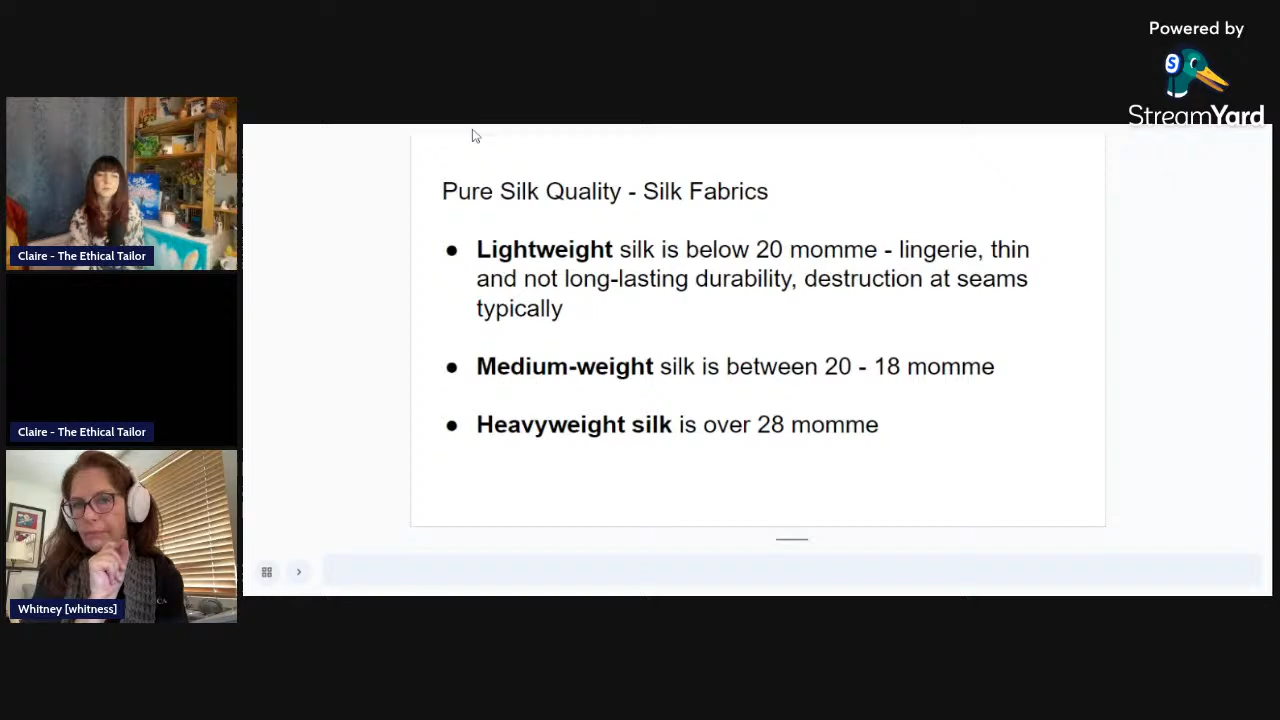 Powered by
StreamYard
Claire - The Ethical Tailor
Claire - The Ethical Tailor
Whitney [whitness]
Pure Silk Quality - Silk Fabrics
● Lightweight silk is below 20 momme - lingerie, thin
and not long-lasting durability, destruction at seams
typically
● Medium-weight silk is between 20 - 18 momme
● Heavyweight silk is over 28 momme